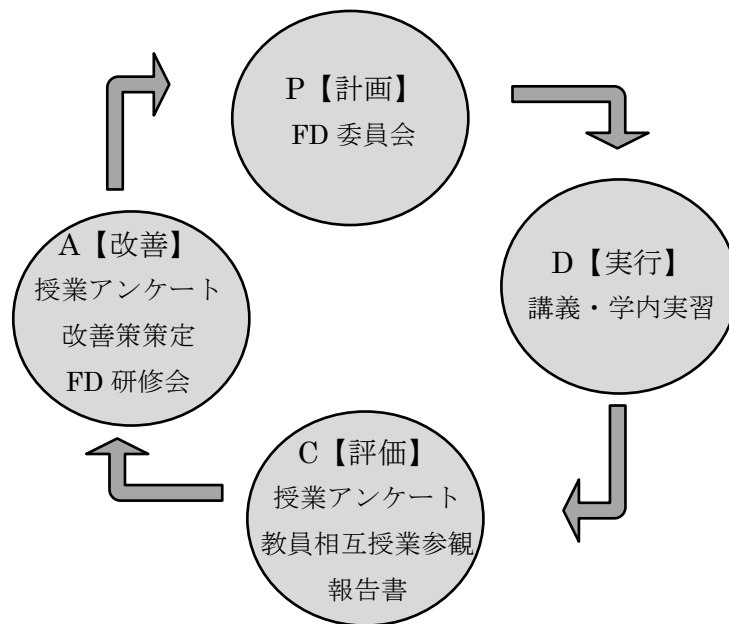 P【計画】
FD 委員会
D【実行】
講義・学内実習
C【評価】
授業アンケート
教員相互授業参観
報告書
A【改善】
授業アンケート
改善策策定
FD 研修会